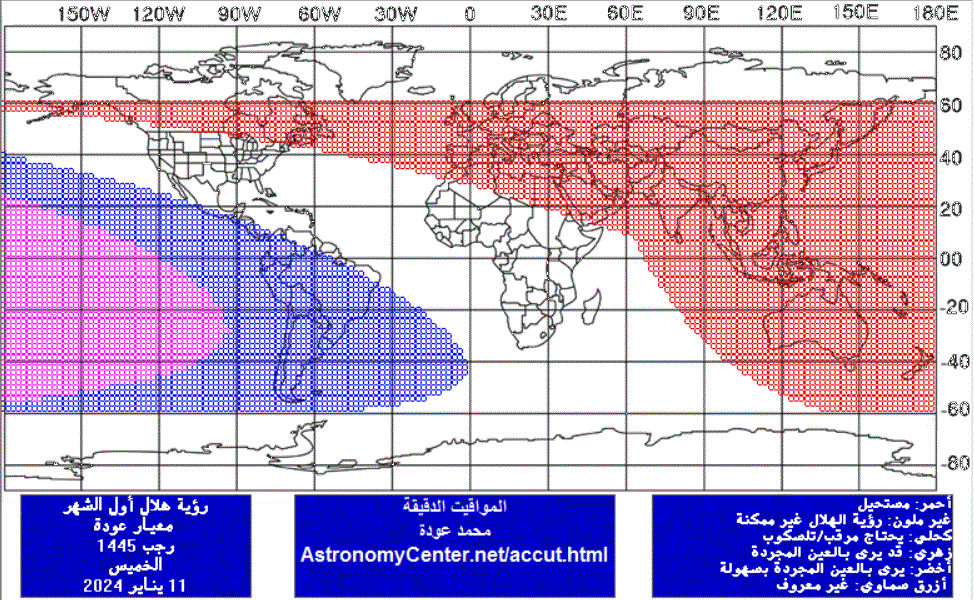 150W 120W 90W 60W 30W 0 30E 60E 90E 120E 150E 180E
80
60
40
20
00
-20
-40
-60
-80
رؤية هلال أول الشهر
معيار عودة
رجب 1445
الخميس
11 يناير 2024
المواقيت الدقيقة
محمد عودة
AstronomyCenter.net/accut.html
أحمر: مستحيل
غير ملون: رؤية الهلال غير ممكنة
كحلي: يحتاج مرقب/تلسكوب
زهري: قد يرى بالعين المجردة
أخضر: يرى بالعين المجردة بسهولة
أزرق سماوي: غير معروف